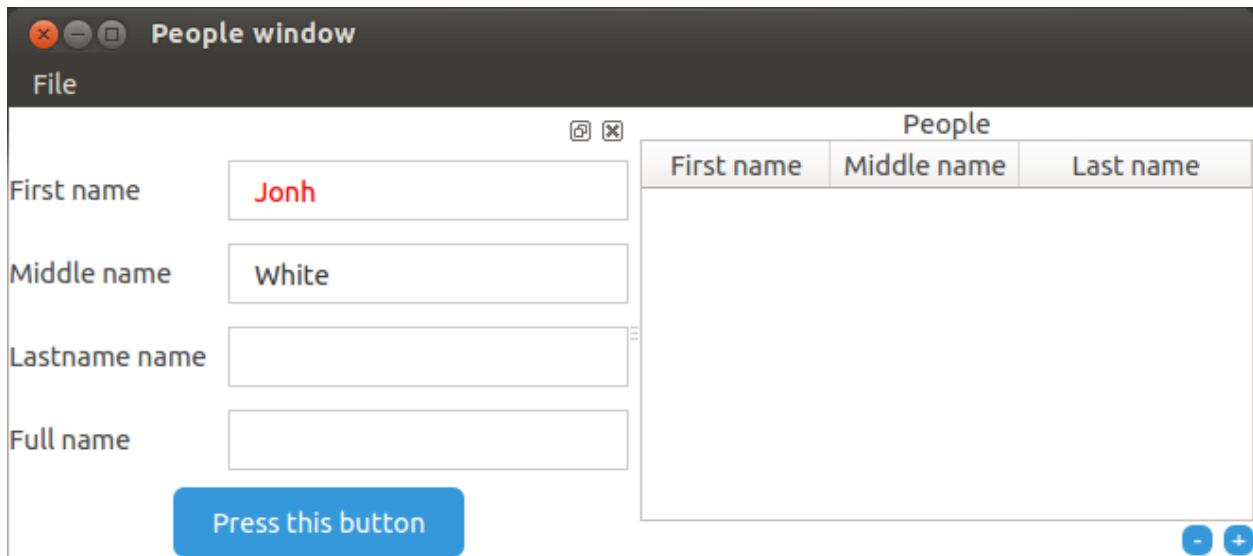 People window
File
People
First name Middle name Last name
First name Jonh
Middle name White
Lastname name
Full name
Press this button
- +